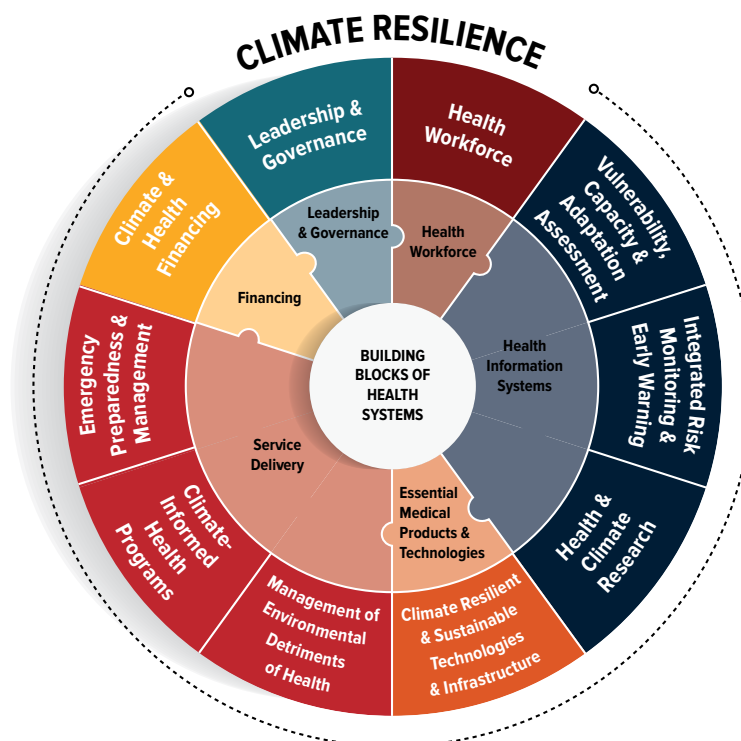 CLIMATE RESILIENCE
Leadership &
Governance
Health
Workforce
Vulnerability,
Capacity &
Adaptation
Assessment
Integrated Risk
Monitoring &
Early Warning
Health &
Climate
Research
Climate Resilient
& Sustainable
Technologies
& Infrastructure
Management of
Environmental
Detriments
of Health
Climate-
Informed
Health
Programs
Emergency
Preparedness &
Management
Climate &
Health
Financing
Leadership
& Governance
Health
Workforce
Health
Information
Systems
Essential
Medical
Products &
Technologies
Service
Delivery
Financing
BUILDING
BLOCKS OF
HEALTH
SYSTEMS